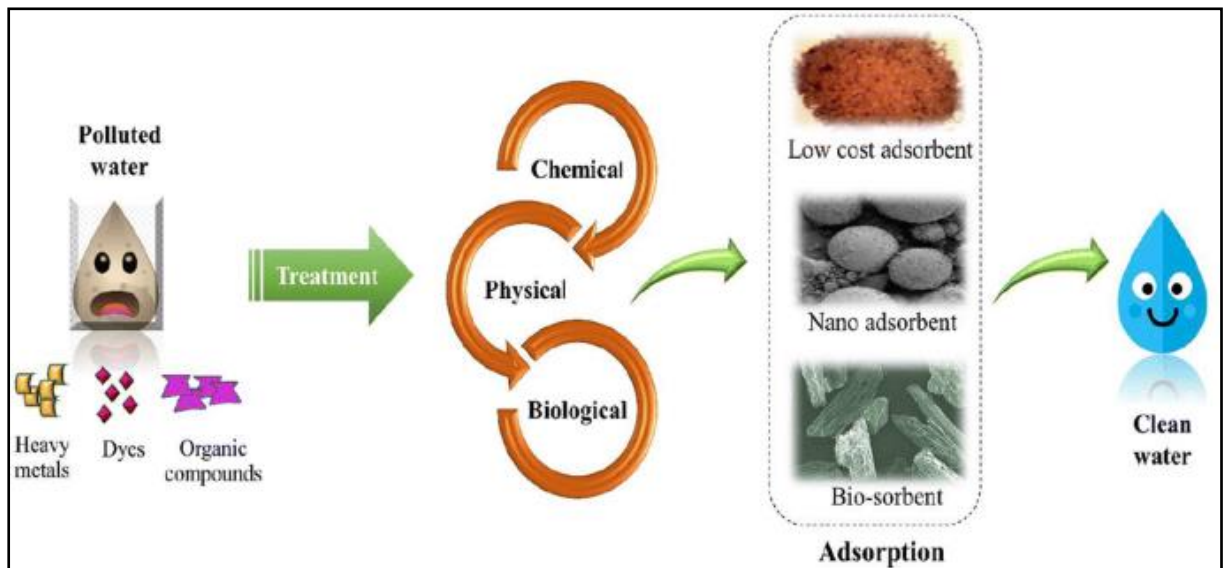 Polluted
water
Heavy
metals
Dyes
Organic
compounds
Treatment
Chemical
Physical
Biological
Low cost adsorbent
Nano adsorbent
Bio-sorbent
Adsorption
Clean
water